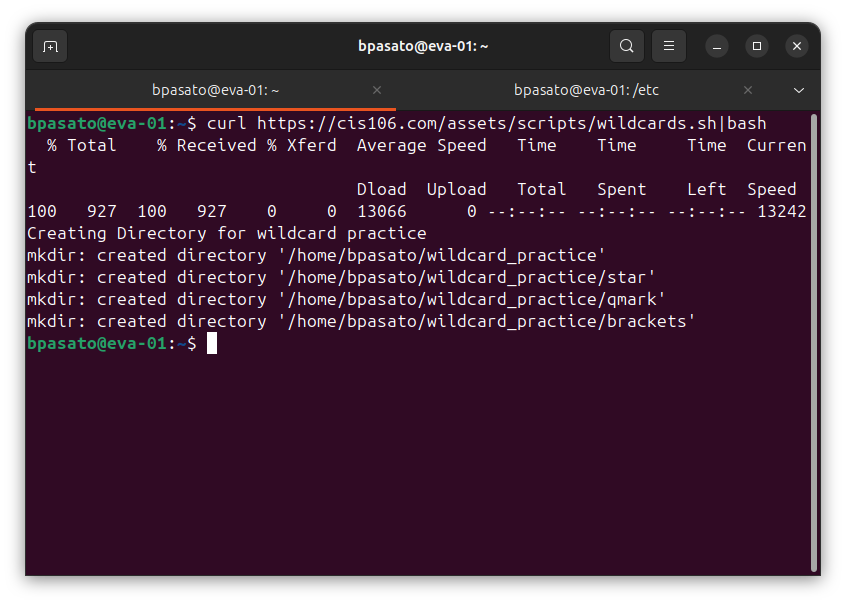 bpasato@eva-01: ~
bpasato@eva-01: ~
bpasato@eva-01: /etc
bpasato@eva-01:~$ curl https://cis106.com/assets/scripts/wildcards.sh|bash
  % Total    % Received % Xferd  Average Speed   Time    Time     Time  Curren
t
                                 Dload  Upload   Total   Spent    Left  Speed
100   927  100   927    0     0  13066      0 --:--:-- --:--:-- --:--:-- 13242
Creating Directory for wildcard practice
mkdir: created directory '/home/bpasato/wildcard_practice'
mkdir: created directory '/home/bpasato/wildcard_practice/star'
mkdir: created directory '/home/bpasato/wildcard_practice/qmark'
mkdir: created directory '/home/bpasato/wildcard_practice/brackets'
bpasato@eva-01:~$